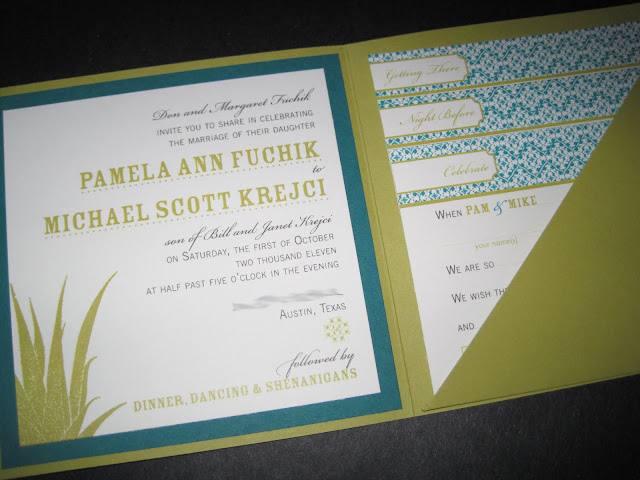 Don and Margaret Fuchik
INVITE YOU TO SHARE IN CELEBRATING
THE MARRIAGE OF THEIR DAUGHTER
PAMELA ANN FUCHIK
to
MICHAEL SCOTT KREJCI
son of Bill and Janet Krejci
ON SATURDAY, THE FIRST OF OCTOBER
TWO THOUSAND ELEVEN
AT HALF PAST FIVE O'CLOCK IN THE EVENING
AUSTIN, TEXAS
followed by
DINNER, DANCING & SHENANIGANS
Getting There
Night Before
Celebrate
WHEN PAM & MIKE
your name(s)
WE ARE SO
WE WISH THE
AND